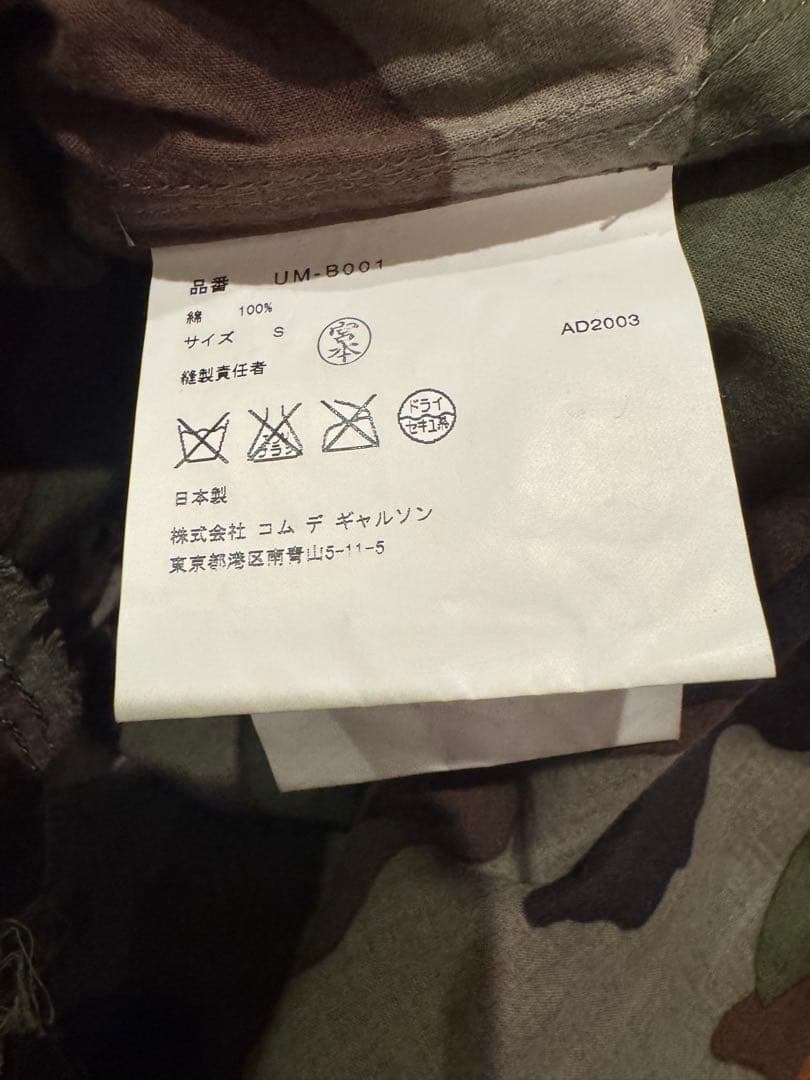 品番 UM-B001
綿 100%
サイズ S
宮本
AD2003
縫製責任者
ドライ
セキユ系
日本製
株式会社 コム デ ギャルソン
東京都港区南青山5-11-5